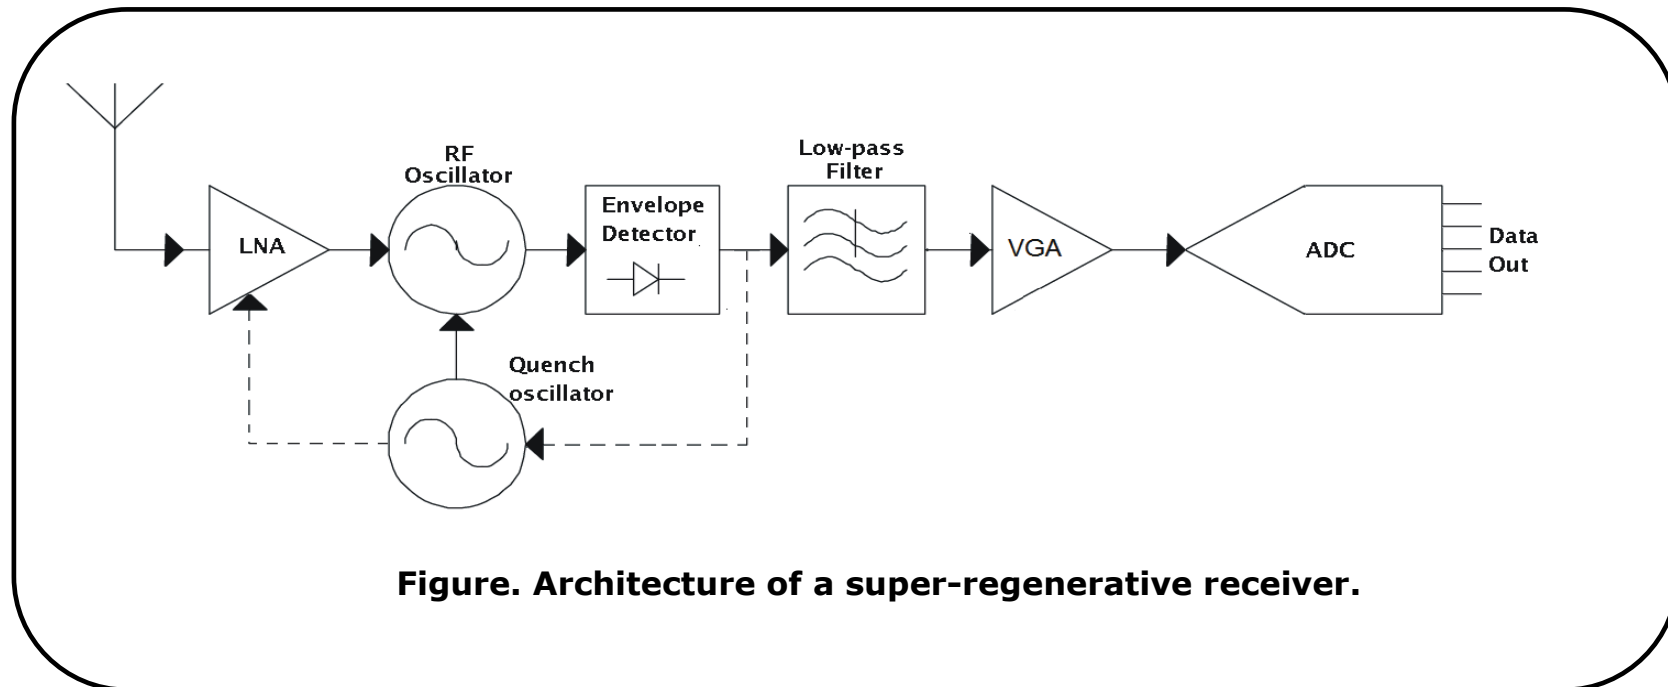 RF
Oscillator
Low-pass
Filter
Envelope
Detector
LNA
VGA
ADC
Data
Out
Quench
oscillator
Figure. Architecture of a super-regenerative receiver.